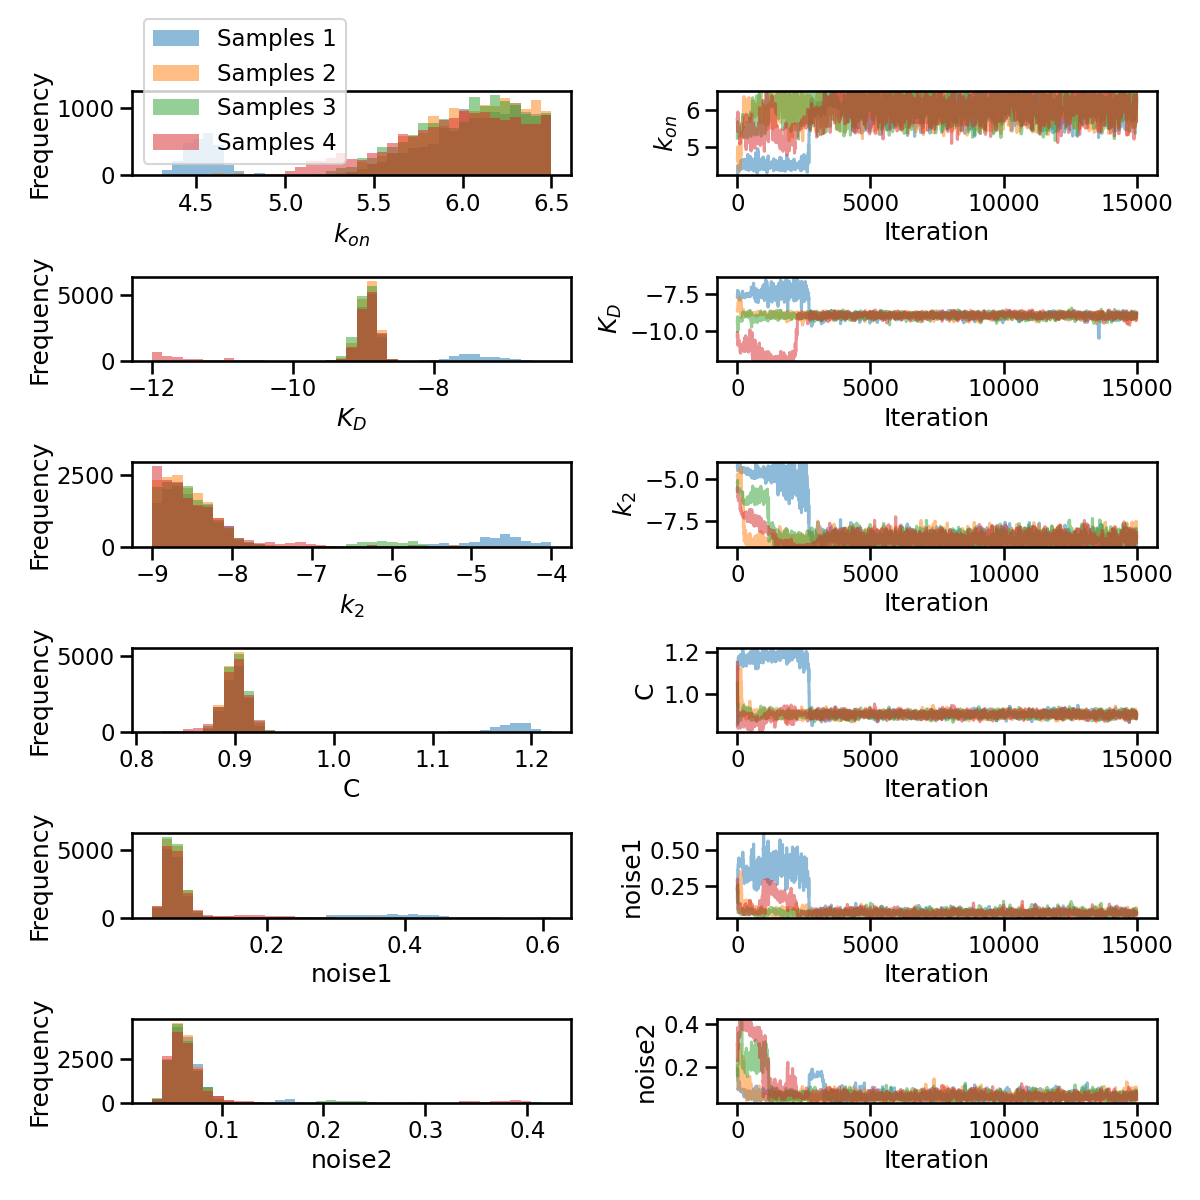 Samples 1
Samples 2
Samples 3
Samples 4
Frequency
1000
0
4.5 5.0 5.5 6.0 6.5
k_on
k_on
6
5
0 5000 10000 15000
Iteration
Frequency
5000
0
−12 −10 −8
K_D
K_D
−7.5
−10.0
0 5000 10000 15000
Iteration
Frequency
2500
0
−9 −8 −7 −6 −5 −4
k_2
k_2
−5.0
−7.5
0 5000 10000 15000
Iteration
Frequency
5000
0
0.8 0.9 1.0 1.1 1.2
C
C
1.2
1.0
0 5000 10000 15000
Iteration
Frequency
5000
0
0.2 0.4 0.6
noise1
noise1
0.50
0.25
0 5000 10000 15000
Iteration
Frequency
2500
0
0.1 0.2 0.3 0.4
noise2
noise2
0.4
0.2
0 5000 10000 15000
Iteration